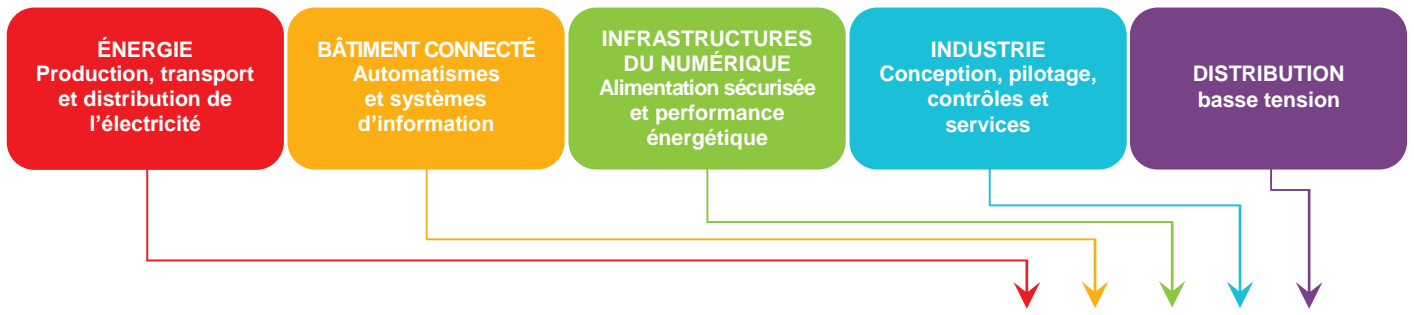 ÉNERGIE
Production, transport
et distribution de
l’électricité
BÂTIMENT CONNECTÉ
Automatismes
et systèmes
d’information
INFRASTRUCTURES
DU NUMÉRIQUE
Alimentation sécurisée
et performance
énergétique
INDUSTRIE
Conception, pilotage,
contrôles et
services
DISTRIBUTION
basse tension